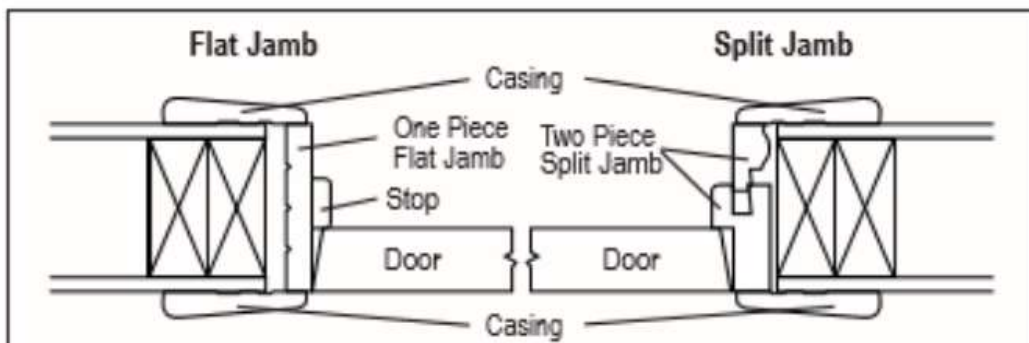 Flat Jamb
Split Jamb
Casing
One Piece
Flat Jamb
Two Piece
Split Jamb
Stop
Door
Door
Casing